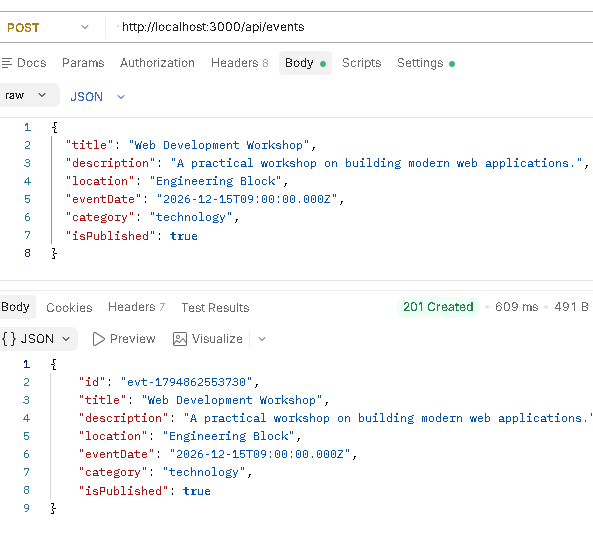 POST http://localhost:3000/api/events
Docs Params Authorization Headers 8 Body Scripts Settings
raw JSON
1 {
2 "title": "Web Development Workshop",
3 "description": "A practical workshop on building modern web applications.",
4 "location": "Engineering Block",
5 "eventDate": "2026-12-15T09:00:00.000Z",
6 "category": "technology",
7 "isPublished": true
8 }
Body Cookies Headers 7 Test Results 201 Created 609 ms 491 B
{} JSON Preview Visualize
1 {
2 "id": "evt-1794862553730",
3 "title": "Web Development Workshop",
4 "description": "A practical workshop on building modern web applications."
5 "location": "Engineering Block",
6 "eventDate": "2026-12-15T09:00:00.000Z",
7 "category": "technology",
8 "isPublished": true
9 }